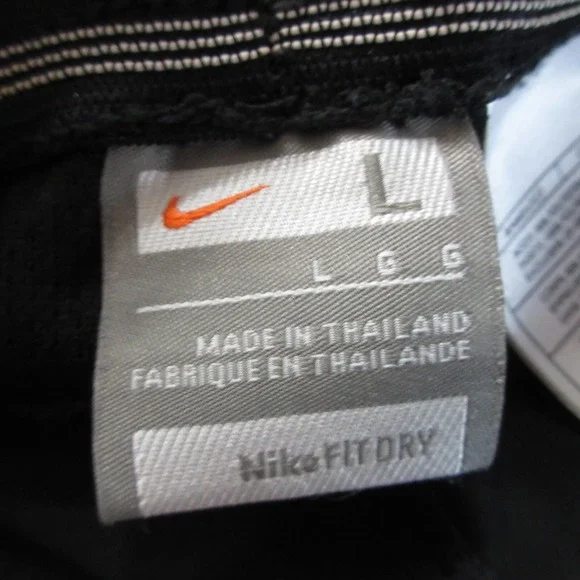 L
L G G
MADE IN THAILAND
FABRIQUE EN THAILANDE
Nike FIT DRY